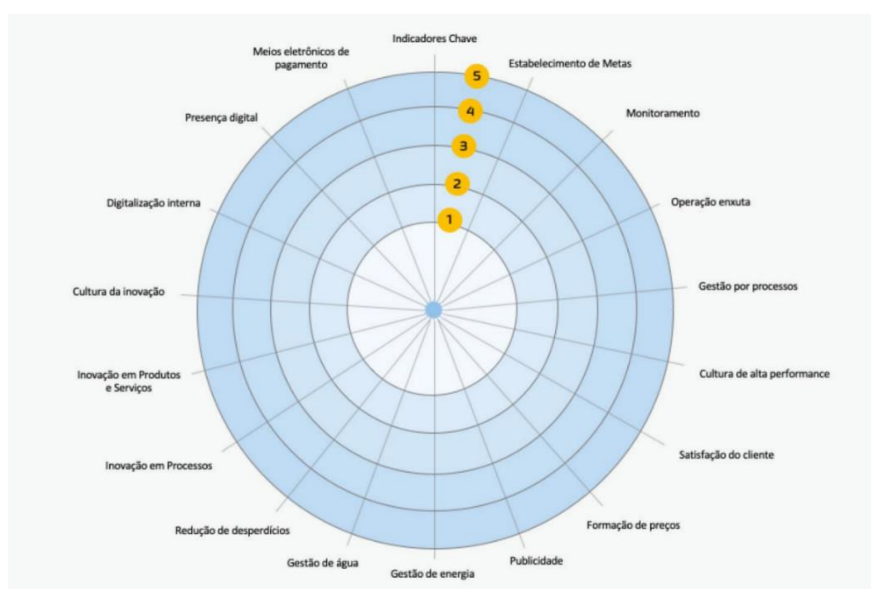 Indicadores Chave
Estabelecimento de Metas
Monitoramento
Operação enxuta
Gestão por processos
Cultura de alta performance
Satisfação do cliente
Formação de preços
Publicidade
Gestão de energia
Gestão de água
Redução de desperdícios
Inovação em Processos
Inovação em Produtos
e Serviços
Cultura da inovação
Digitalização interna
Presença digital
Meios eletrônicos de
pagamento
5
4
3
2
1